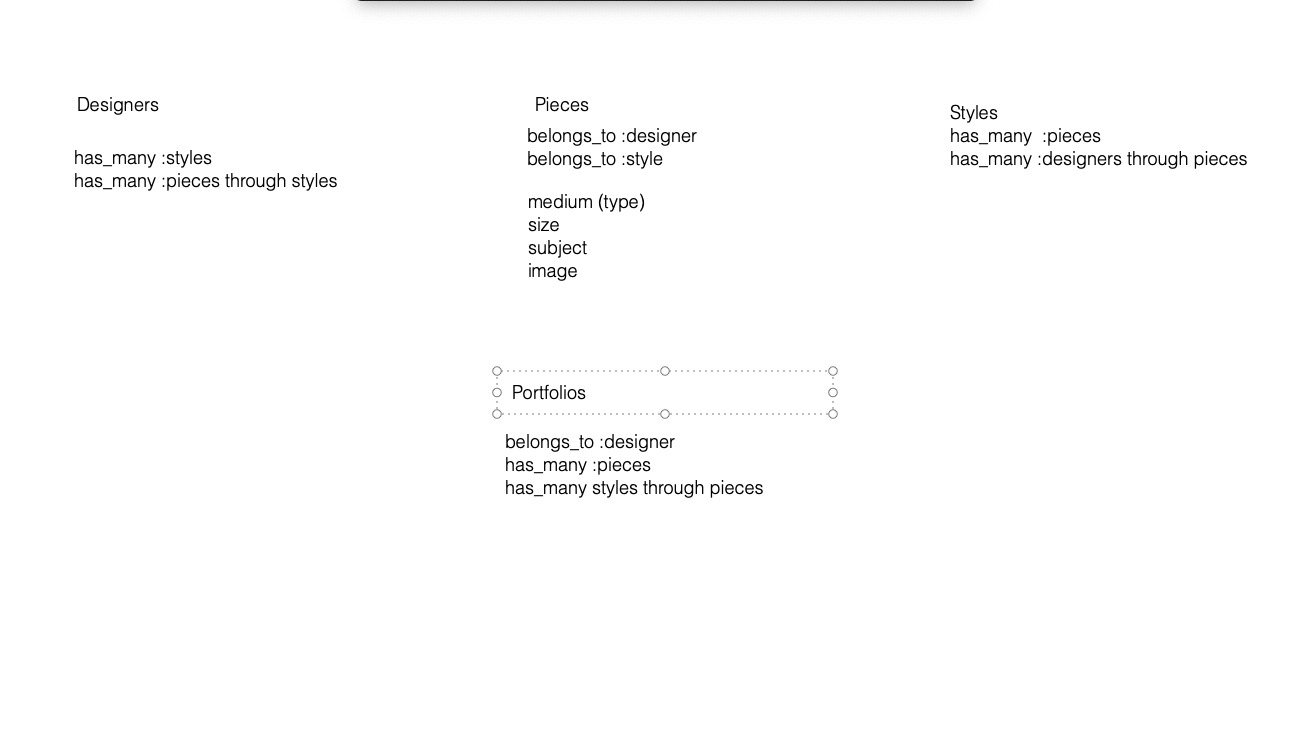 Designers
has_many :styles
has_many :pieces through styles
Pieces
belongs_to :designer
belongs_to :style
medium (type)
size
subject
image
Styles
has_many  :pieces
has_many :designers through pieces
Portfolios
belongs_to :designer
has_many :pieces
has_many styles through pieces